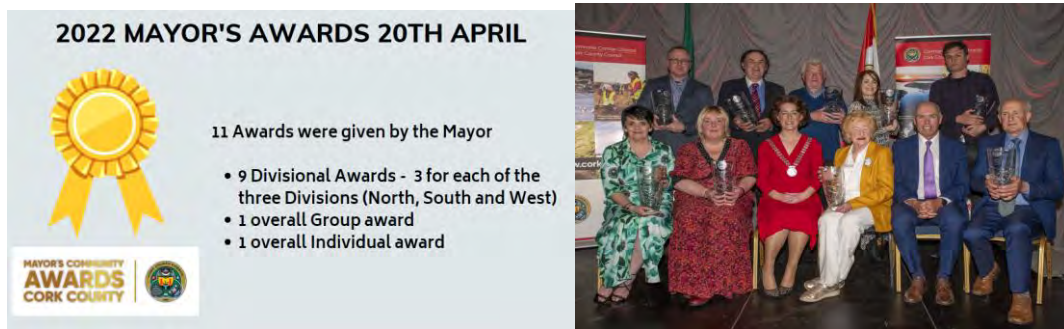 2022 MAYOR'S AWARDS 20TH APRIL
11 Awards were given by the Mayor
• 9 Divisional Awards - 3 for each of the
three Divisions (North, South and West)
• 1 overall Group award
• 1 overall Individual award
MAYOR'S COMMUNITY
AWARDS
CORK COUNTY